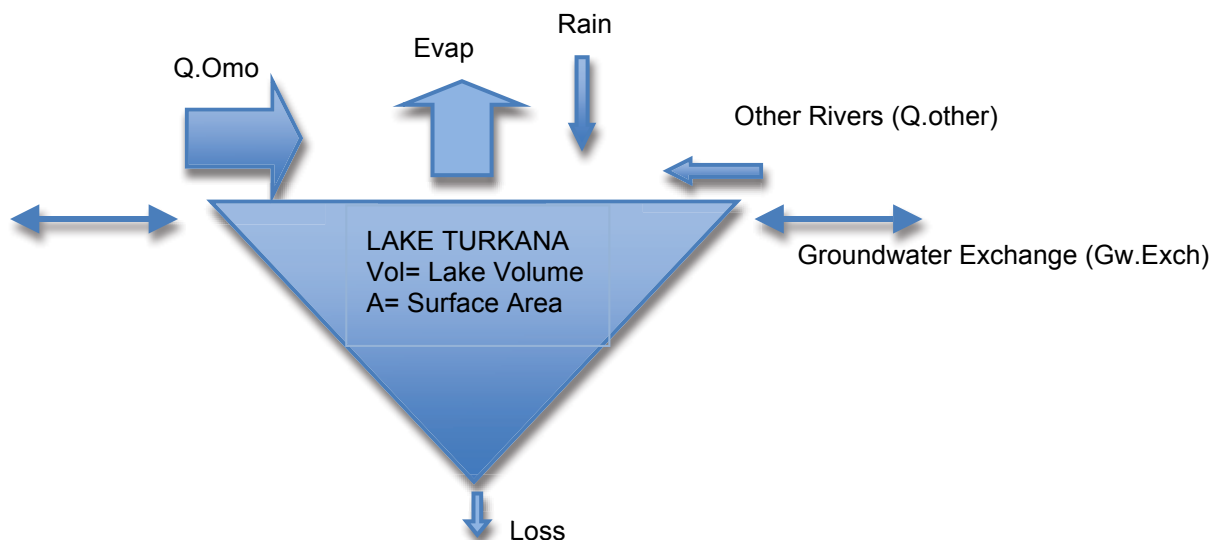 Rain
Evap
Q.Omo
Other Rivers (Q.other)
LAKE TURKANA
Vol= Lake Volume
A= Surface Area
Groundwater Exchange (Gw.Exch)
Loss